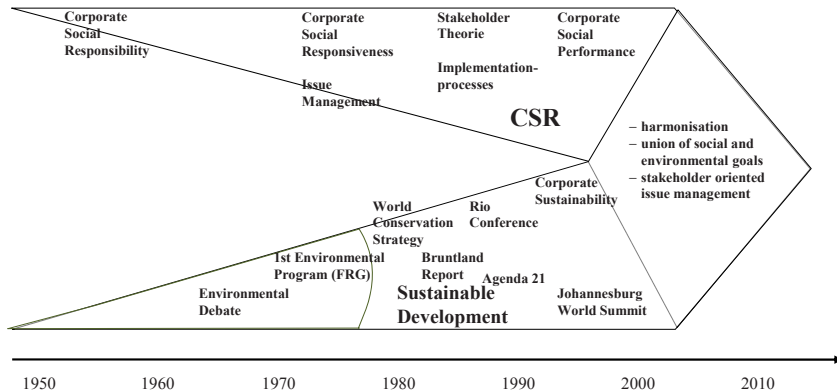 Corporate
Social
Responsibility
Corporate
Social
Responsiveness
Issue
Management
Stakeholder
Theorie
Implementation-
processes
Corporate
Social
Performance
CSR
– harmonisation
– union of social and
environmental goals
– stakeholder oriented
issue management
Corporate
Sustainability
World
Conservation
Strategy
Rio
Conference
1st Environmental
Program (FRG)
Bruntland
Report
Agenda 21
Environmental
Debate
Sustainable
Development
Johannesburg
World Summit
1950 1960 1970 1980 1990 2000 2010